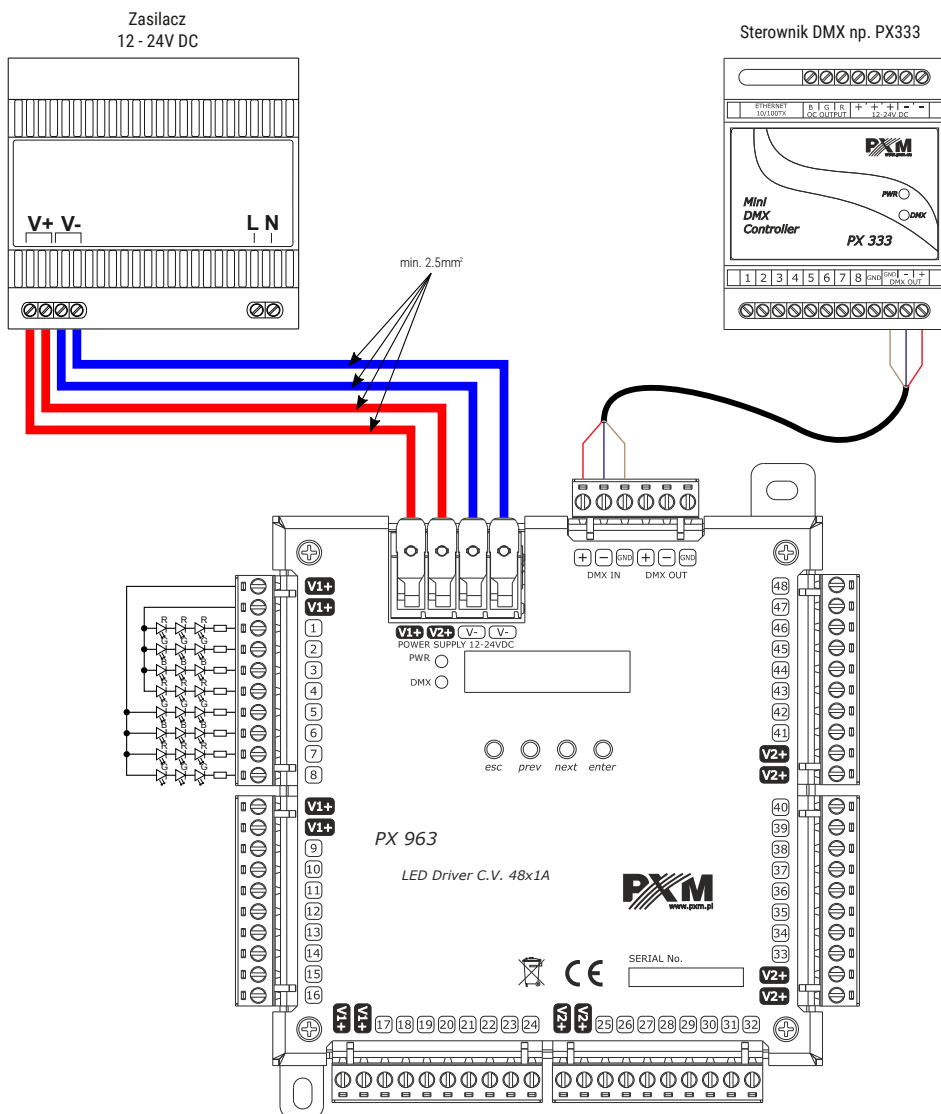 Zasilacz
12 - 24V DC
V+ V-
L N
Sterownik DMX np. PX333
ETHERNET
10/100TX
B G R + + + - -
OC OUTPUT 12-24V DC
PXM
www.pxm.eu
PWR
DMX
Mini
DMX
Controller
PX 333
1 2 3 4 5 6 7 8 GND GND - +
DMX OUT
min. 2.5mm²
+ - GND + - GND
DMX IN DMX OUT
V1+ V2+ V- V-
POWER SUPPLY 12-24VDC
PWR
DMX
esc prev next enter
V1+
V1+
R R R 1
G G G 2
B B B 3
R R R 4
G G G 5
B B B 6
R R R 7
G G G 8
V1+
V1+
9
10
11
12
13
14
15
16
48
47
46
45
44
43
42
41
V2+
V2+
40
39
38
37
36
35
34
33
V2+
V2+
PX 963
LED Driver C.V. 48x1A
PXM
www.pxm.pl
CE
SERIAL No.
V1+ V1+ 17 18 19 20 21 22 23 24 V2+ V2+ 25 26 27 28 29 30 31 32